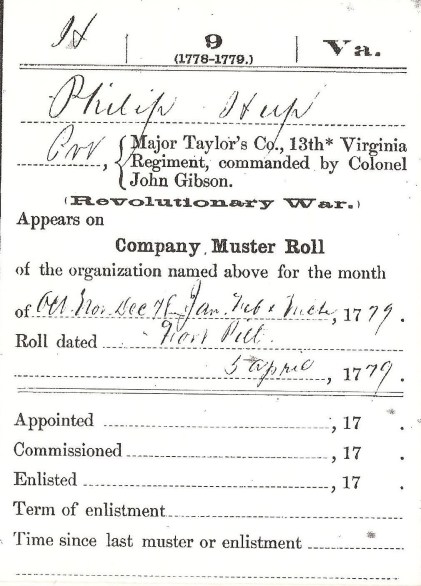 H | 9 | Va.
(1778-1779.)
Philip Hup
Pvt, { Major Taylor's Co., 13th* Virginia
Regiment, commanded by Colonel
John Gibson.
(Revolutionary War.)
Appears on
Company Muster Roll
of the organization named above for the month
of Oct Nov Dec 78 Jan. Feb & Mch, 1779.
Roll dated Fort Pitt
5 April, 1779.
Appointed , 17 .
Commissioned , 17 .
Enlisted , 17 .
Term of enlistment
Time since last muster or enlistment